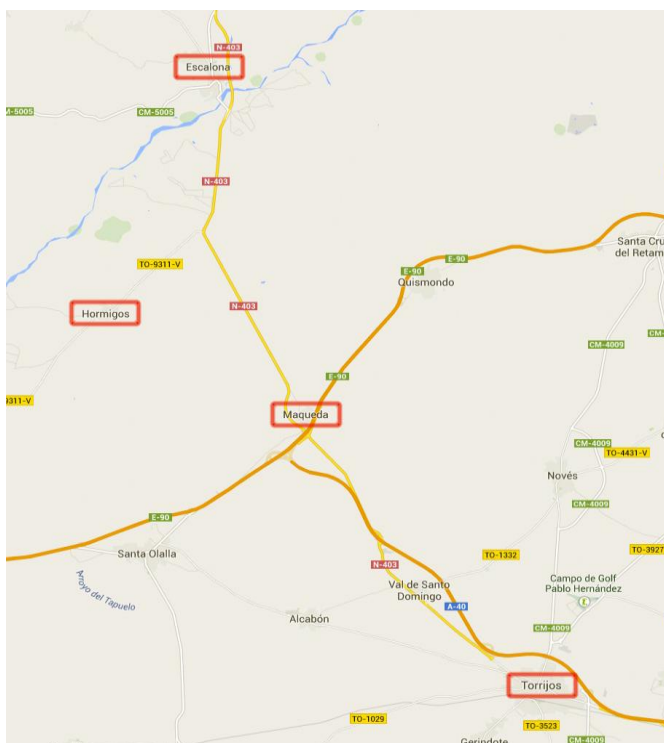 N-403
Escalona
CM-5005
CM-5005
N-403
Santa Cru
del Retam
TO-9311-V
E-90
E-90
Quismondo
N-403
Hormigos
CM-4009
E-90
9311-V
Maqueda
CM-4009
TO-4431-V
Novés
CM-4009
E-90
TO-3927
Santa Olalla
TO-1332
N-403
Arroyo del Tapuelo
Val de Santo
Domingo
Campo de Golf
Pablo Hernández
A-40
Alcabón
CM-4009
Torrijos
TO-1029
TO-3523
Gerindote
CM-4009